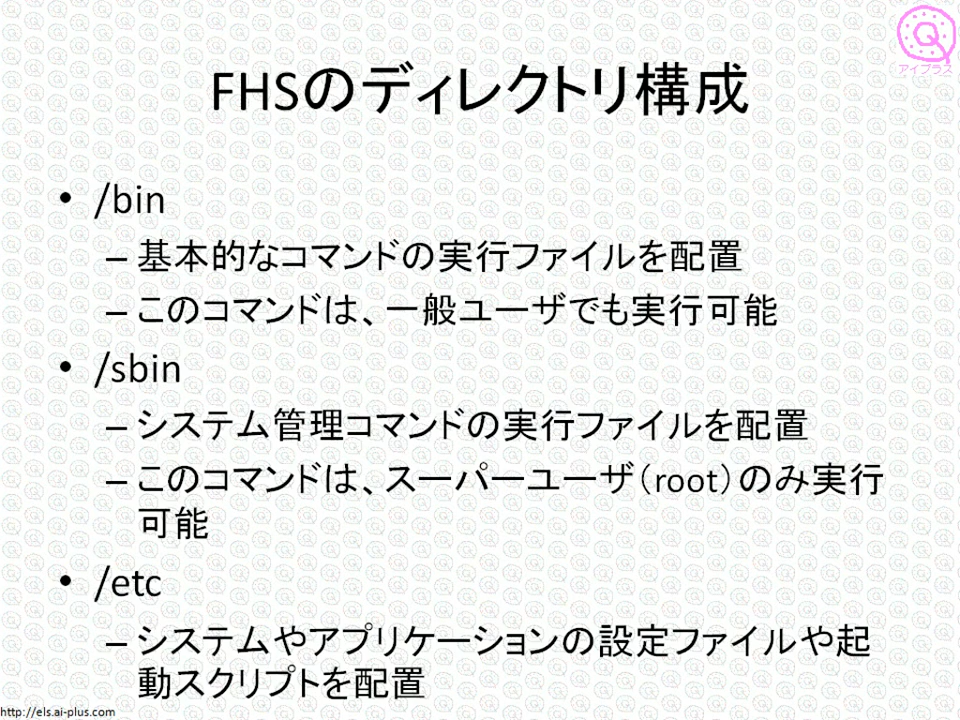 アイプラス
FHSのディレクトリ構成
• /bin
– 基本的なコマンドの実行ファイルを配置
– このコマンドは、一般ユーザでも実行可能
• /sbin
– システム管理コマンドの実行ファイルを配置
– このコマンドは、スーパーユーザ（root）のみ実行
可能
• /etc
– システムやアプリケーションの設定ファイルや起
動スクリプトを配置
http://els.ai-plus.com